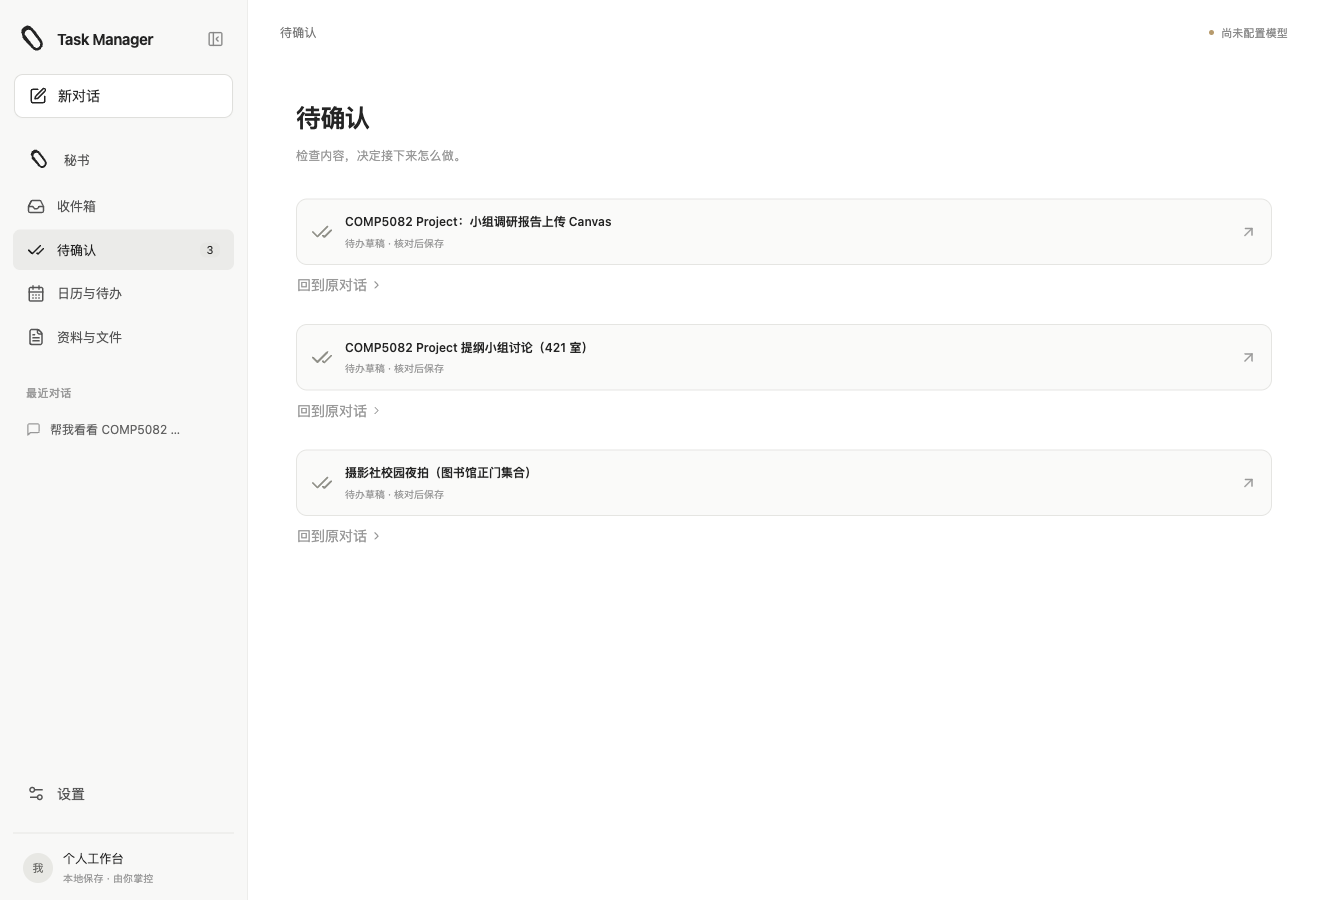 Task Manager
新对话
秘书
收件箱
待确认 3
日历与待办
资料与文件
最近对话
帮我看看 COMP5082 ...
设置
我
个人工作台
本地保存 · 由你掌控
待确认
尚未配置模型
待确认
检查内容，决定接下来怎么做。
COMP5082 Project：小组调研报告上传 Canvas
待办草稿 · 核对后保存
回到原对话
COMP5082 Project 提纲小组讨论（421 室）
待办草稿 · 核对后保存
回到原对话
摄影社校园夜拍（图书馆正门集合）
待办草稿 · 核对后保存
回到原对话